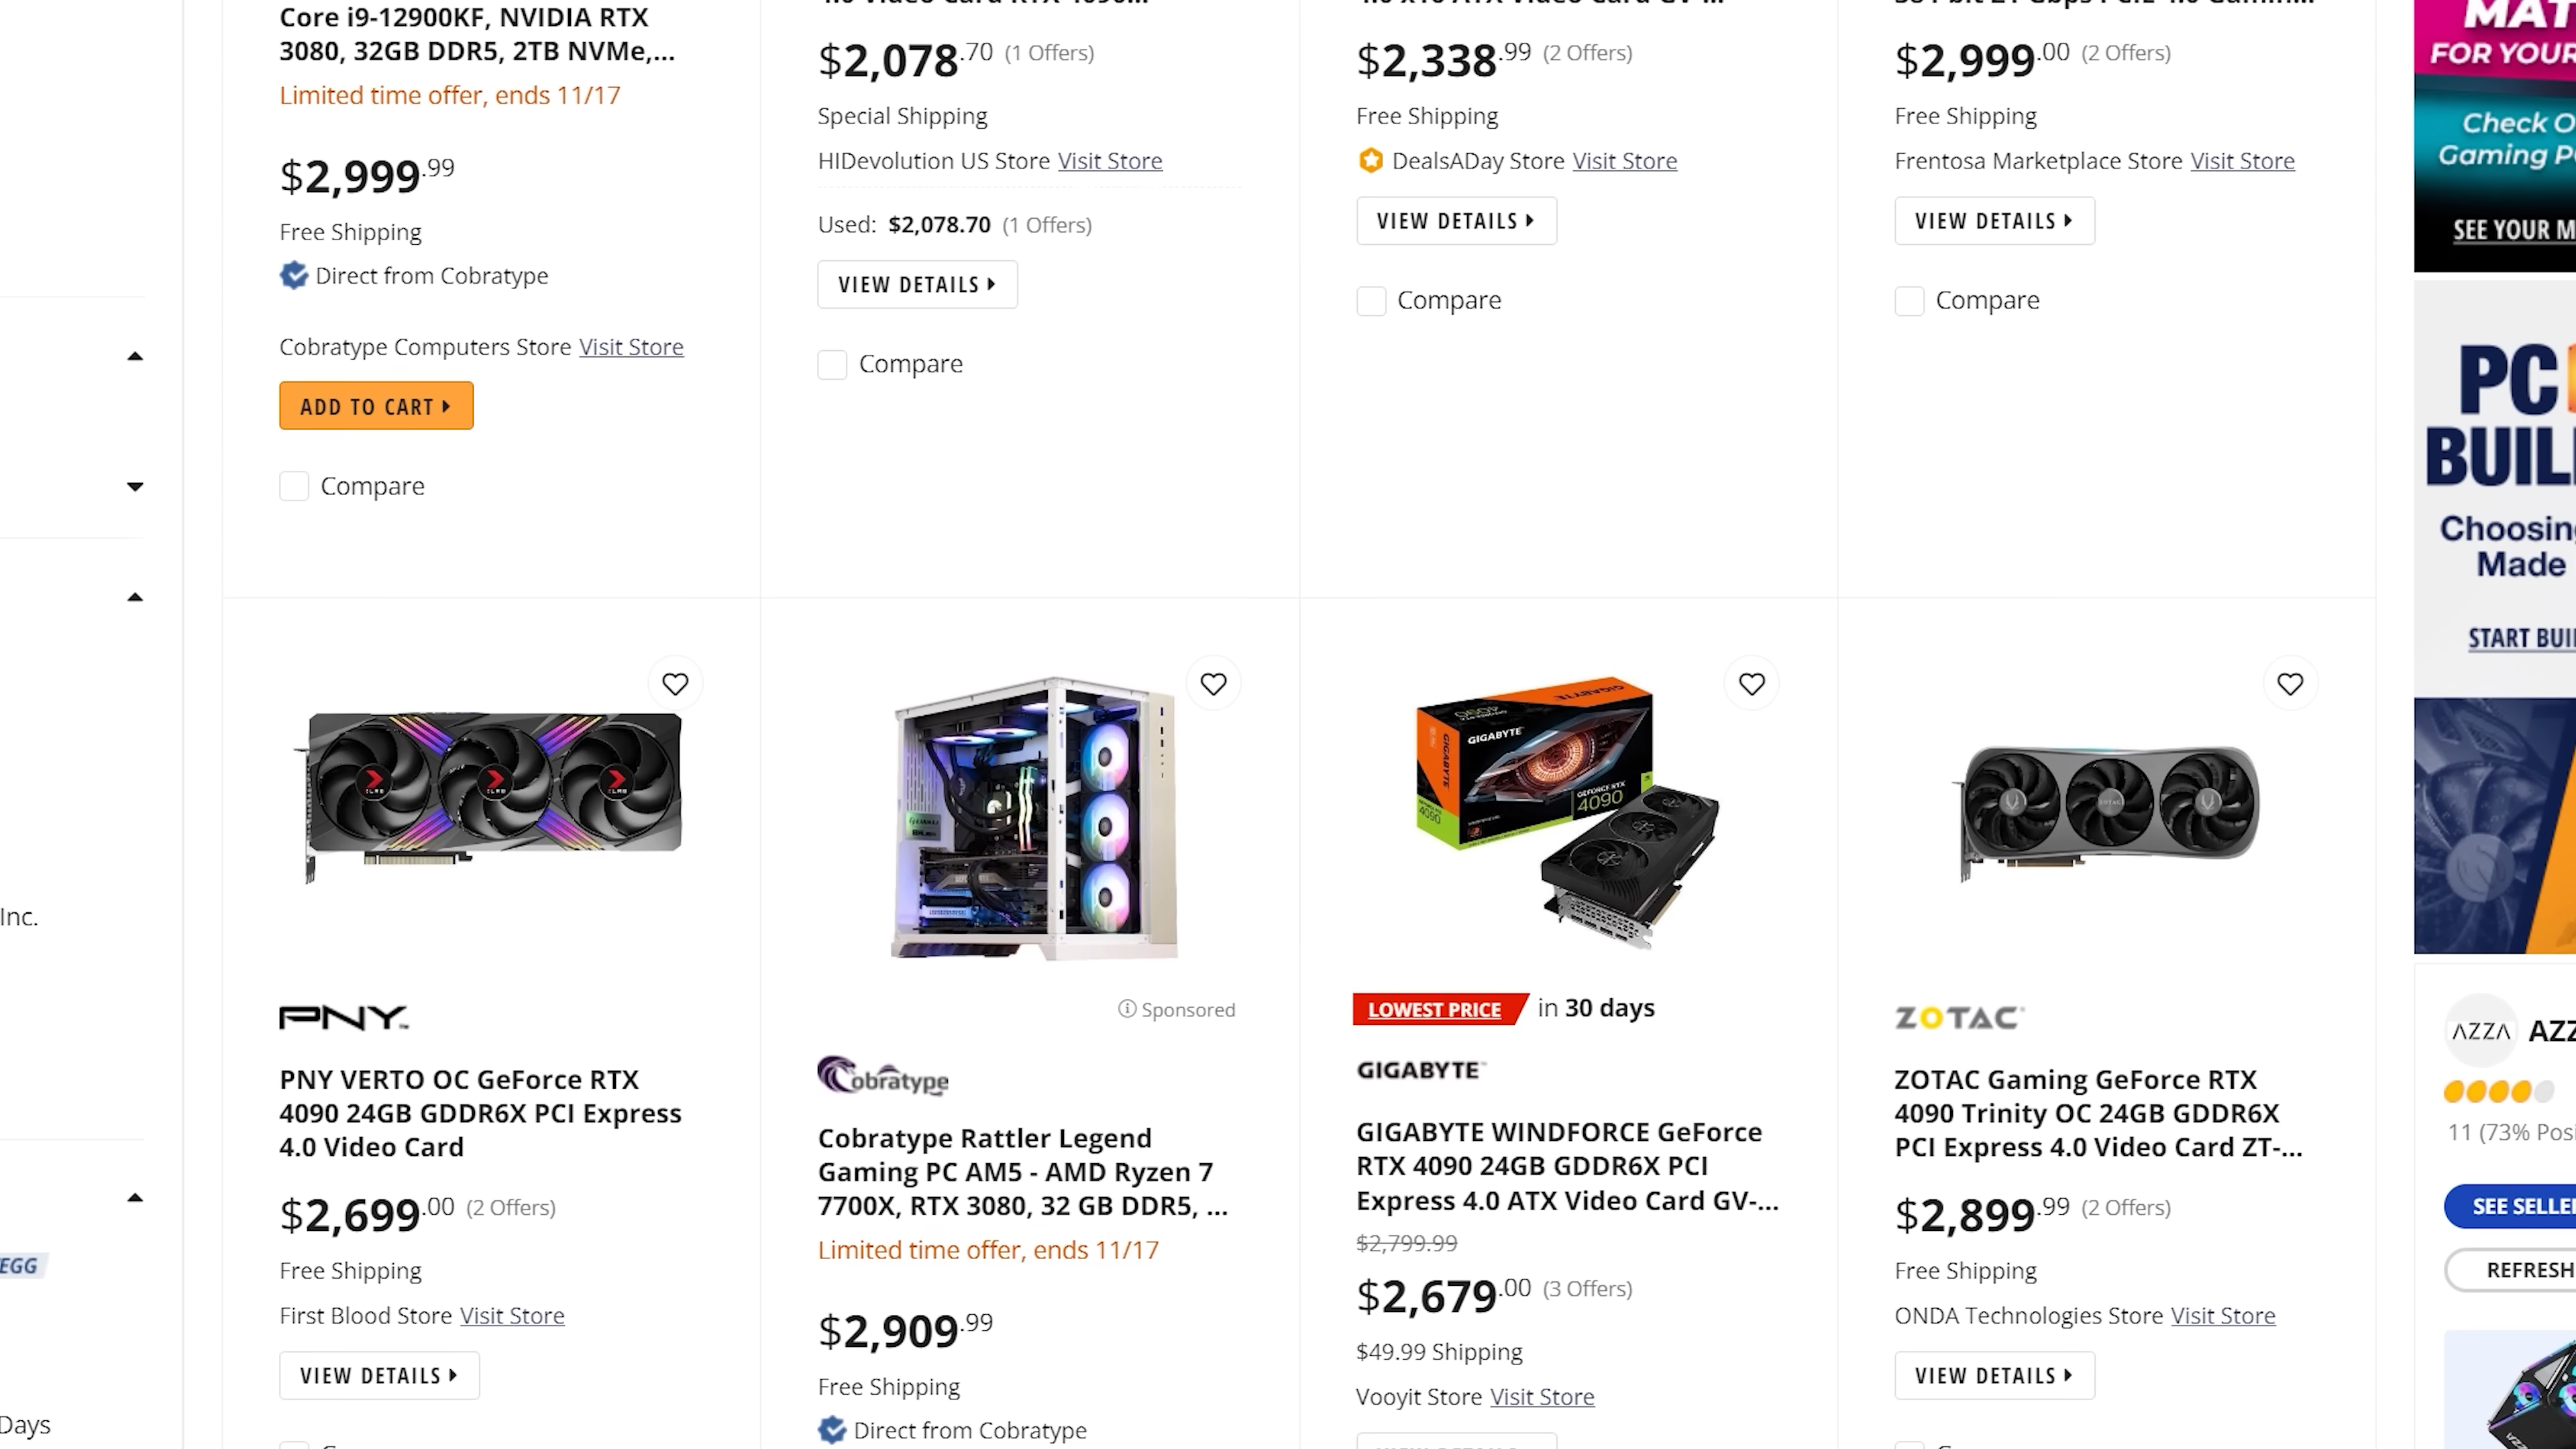 Core i9-12900KF, NVIDIA RTX
3080, 32GB DDR5, 2TB NVMe,...
Limited time offer, ends 11/17
$2,999.99
Free Shipping
Direct from Cobratype
Cobratype Computers Store Visit Store
ADD TO CART
Compare
$2,078.70 (1 Offers)
Special Shipping
HIDevolution US Store Visit Store
Used: $2,078.70 (1 Offers)
VIEW DETAILS
Compare
$2,338.99 (2 Offers)
Free Shipping
DealsADay Store Visit Store
VIEW DETAILS
Compare
$2,999.00 (2 Offers)
Free Shipping
Frentosa Marketplace Store Visit Store
VIEW DETAILS
Compare
PNY
PNY VERTO OC GeForce RTX
4090 24GB GDDR6X PCI Express
4.0 Video Card
$2,699.00 (2 Offers)
Free Shipping
First Blood Store Visit Store
VIEW DETAILS
Sponsored
Cobratype
Cobratype Rattler Legend
Gaming PC AM5 - AMD Ryzen 7
7700X, RTX 3080, 32 GB DDR5, ...
Limited time offer, ends 11/17
$2,909.99
Free Shipping
Direct from Cobratype
GIGABYTE
GIGABYTE
GIGABYTE
GEFORCE RTX
4090
4090
4090
LOWEST PRICE in 30 days
GIGABYTE
GIGABYTE WINDFORCE GeForce
RTX 4090 24GB GDDR6X PCI
Express 4.0 ATX Video Card GV-...
$2,799.99
$2,679.00 (3 Offers)
$49.99 Shipping
Vooyit Store Visit Store
ZOTAC
ZOTAC Gaming GeForce RTX
4090 Trinity OC 24GB GDDR6X
PCI Express 4.0 Video Card ZT-...
$2,899.99 (2 Offers)
Free Shipping
ONDA Technologies Store Visit Store
VIEW DETAILS
Inc.
EGG
Days
MAT
FOR YOUR
Check O
Gaming P
SEE YOUR M
PC
BUIL
Choosin
Made
START BUI
AZZA AZZ
11 (73% Posi
SEE SELLE
REFRESH